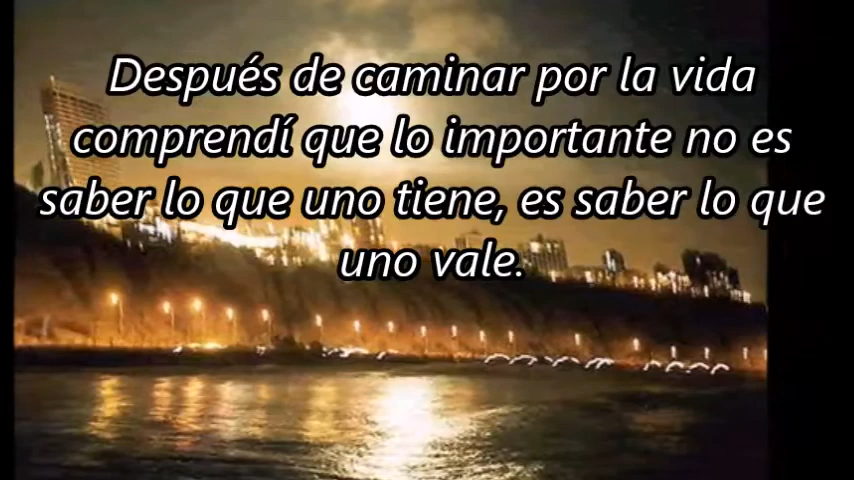 Después de caminar por la vida
comprendí que lo importante no es
saber lo que uno tiene, es saber lo que
uno vale.